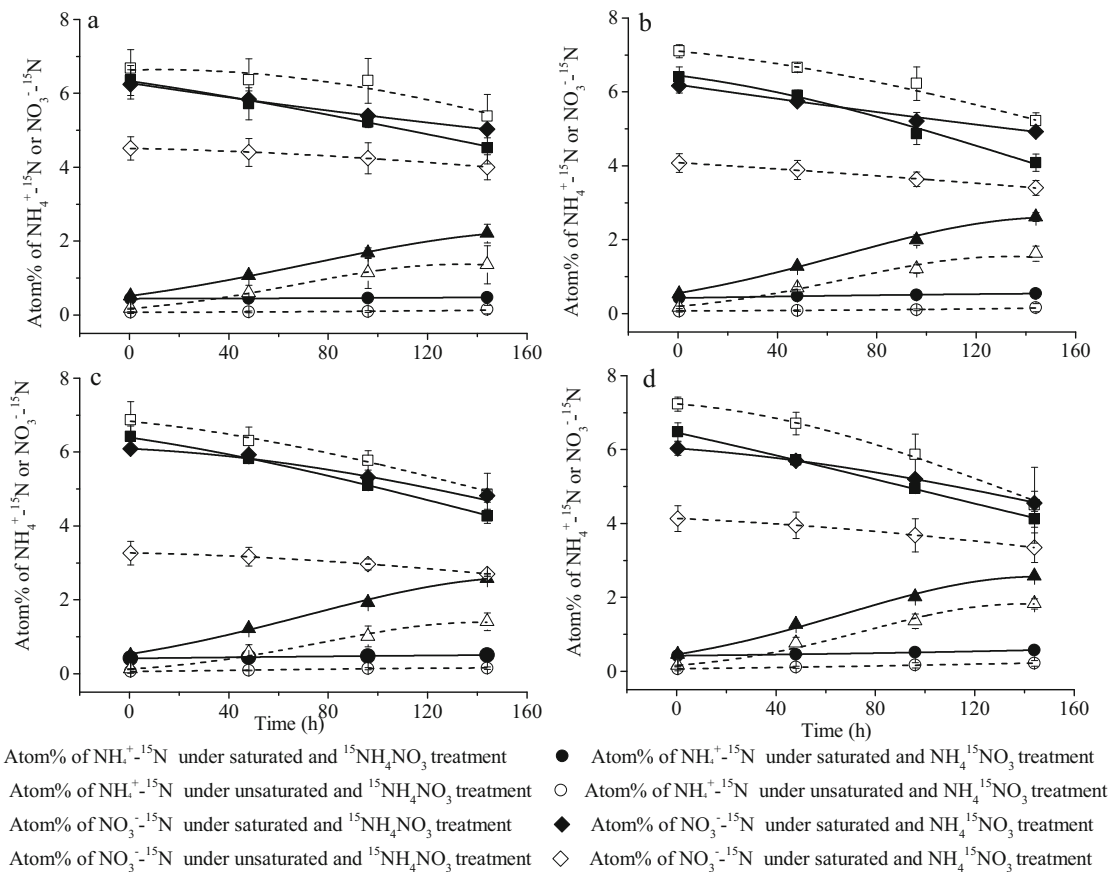 a
b
8
6
4
2
0
Atom% of NH₄⁺-¹⁵N or NO₃⁻-¹⁵N
0 40 80 120 160
8
6
4
2
0
Atom% of NH₄⁺-¹⁵N or NO₃⁻-¹⁵N
0 40 80 120 160
c
d
8
6
4
2
0
Atom% of NH₄⁺-¹⁵N or NO₃⁻-¹⁵N
0 40 80 120 160
Time (h)
8
6
4
2
0
Atom% of NH₄⁺-¹⁵N or NO₃⁻-¹⁵N
0 40 80 120 160
Time (h)
Atom% of NH₄⁺-¹⁵N under saturated and ¹⁵NH₄NO₃ treatment
Atom% of NH₄⁺-¹⁵N under saturated and NH₄¹⁵NO₃ treatment
Atom% of NH₄⁺-¹⁵N under unsaturated and ¹⁵NH₄NO₃ treatment
Atom% of NH₄⁺-¹⁵N under unsaturated and NH₄¹⁵NO₃ treatment
Atom% of NO₃⁻-¹⁵N under saturated and ¹⁵NH₄NO₃ treatment
Atom% of NO₃⁻-¹⁵N under saturated and NH₄¹⁵NO₃ treatment
Atom% of NO₃⁻-¹⁵N under unsaturated and ¹⁵NH₄NO₃ treatment
Atom% of NO₃⁻-¹⁵N under saturated and NH₄¹⁵NO₃ treatment